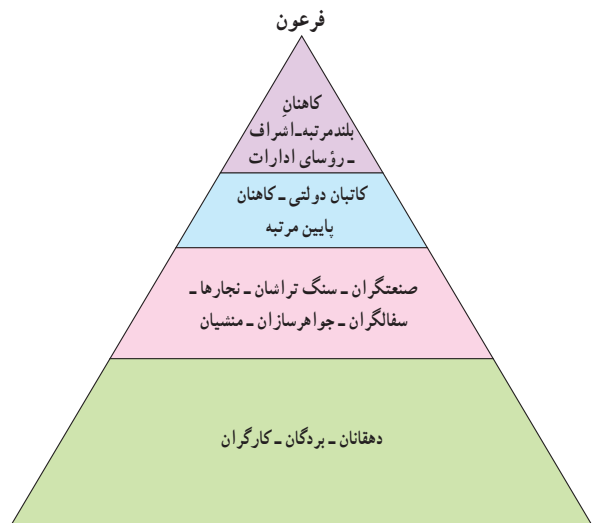 فرعون
کاهنانِ
بلندمرتبه ـ اشراف
ـ رؤسای ادارات
کاتبان دولتی ـ کاهنان
پایین مرتبه
صنعتگران ـ سنگ تراشان ـ نجارها ـ
سفالگران ـ جواهرسازان ـ منشیان
دهقانان ـ بردگان ـ کارگران